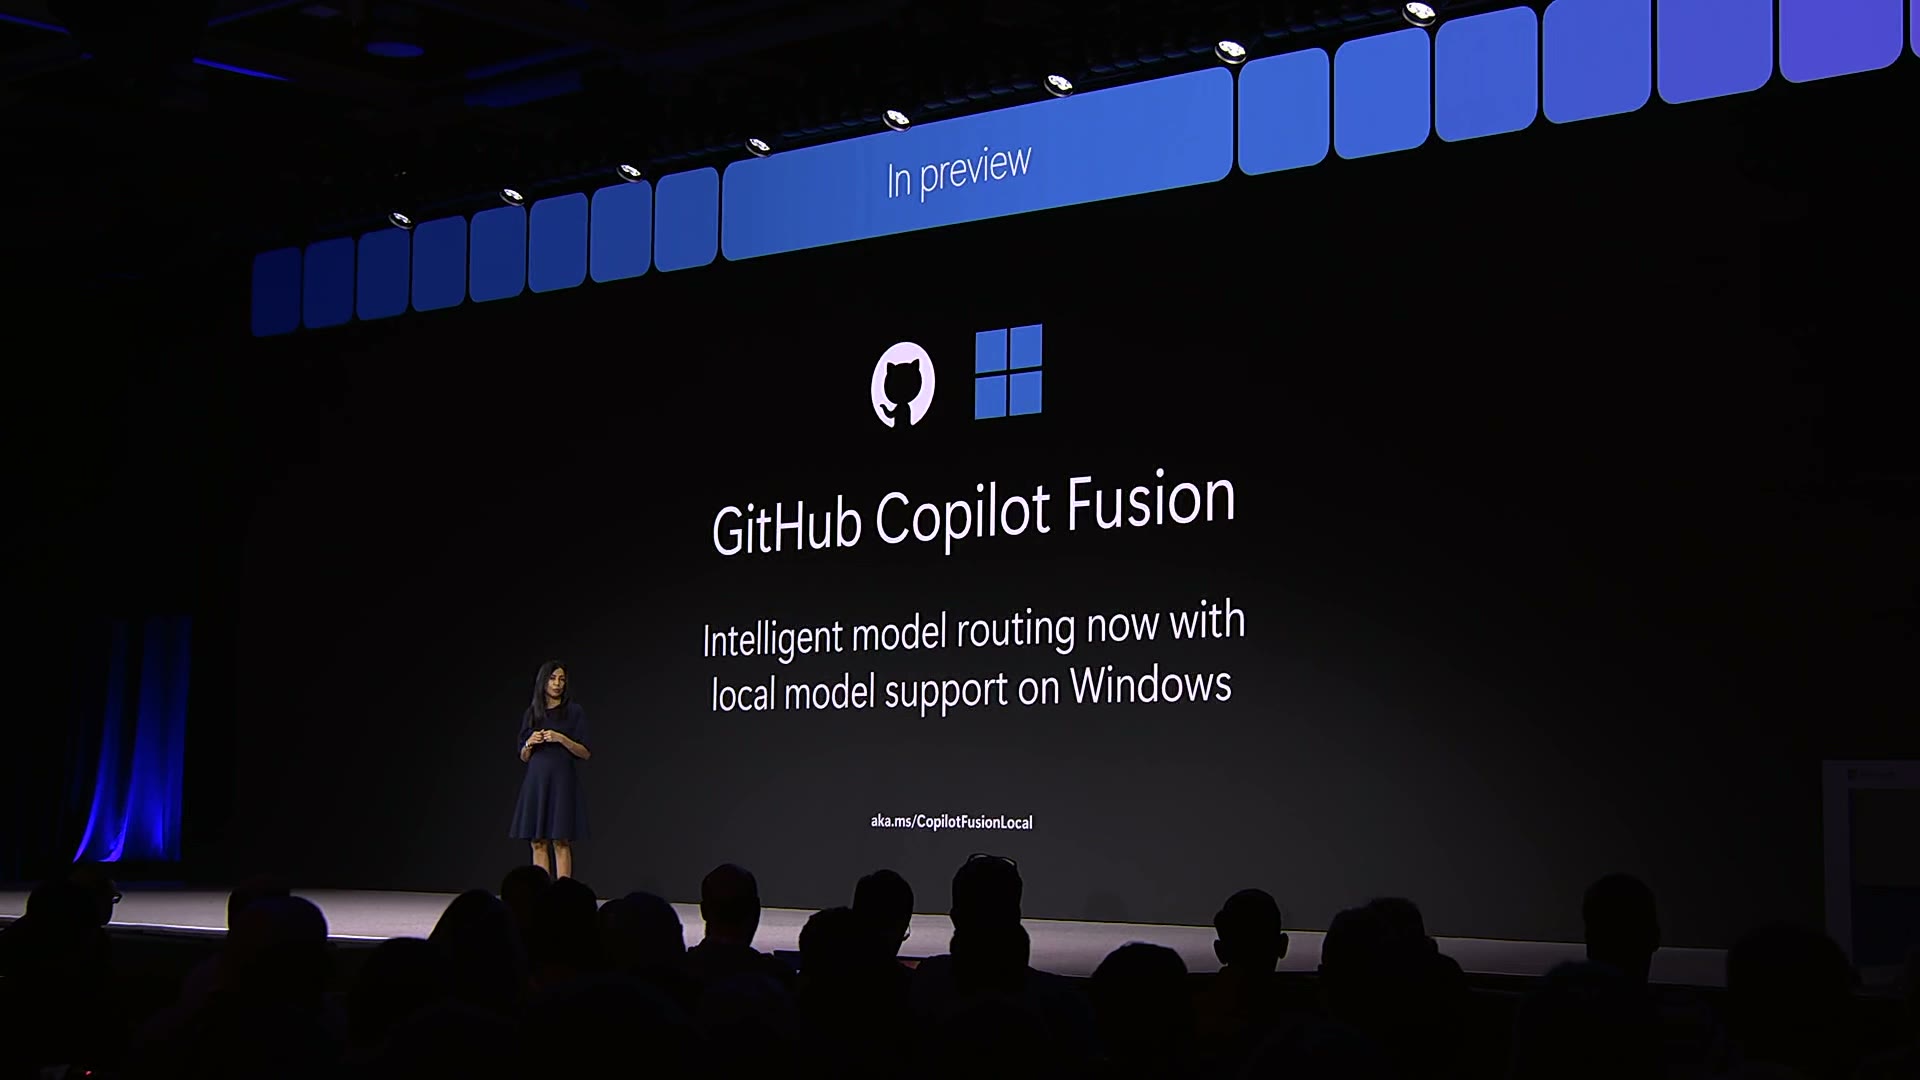 In preview
GitHub Copilot Fusion
Intelligent model routing now with
local model support on Windows
aka.ms/CopilotFusionLocal